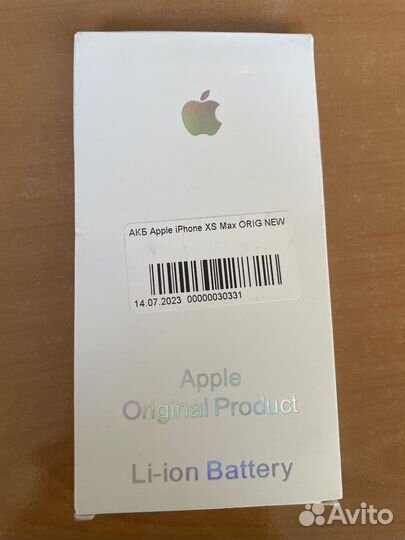 АКБ Apple iPhone XS Max ORIG NEW
14.07.2023 00000030331
Apple
Original Product
Li-ion Battery
Avito